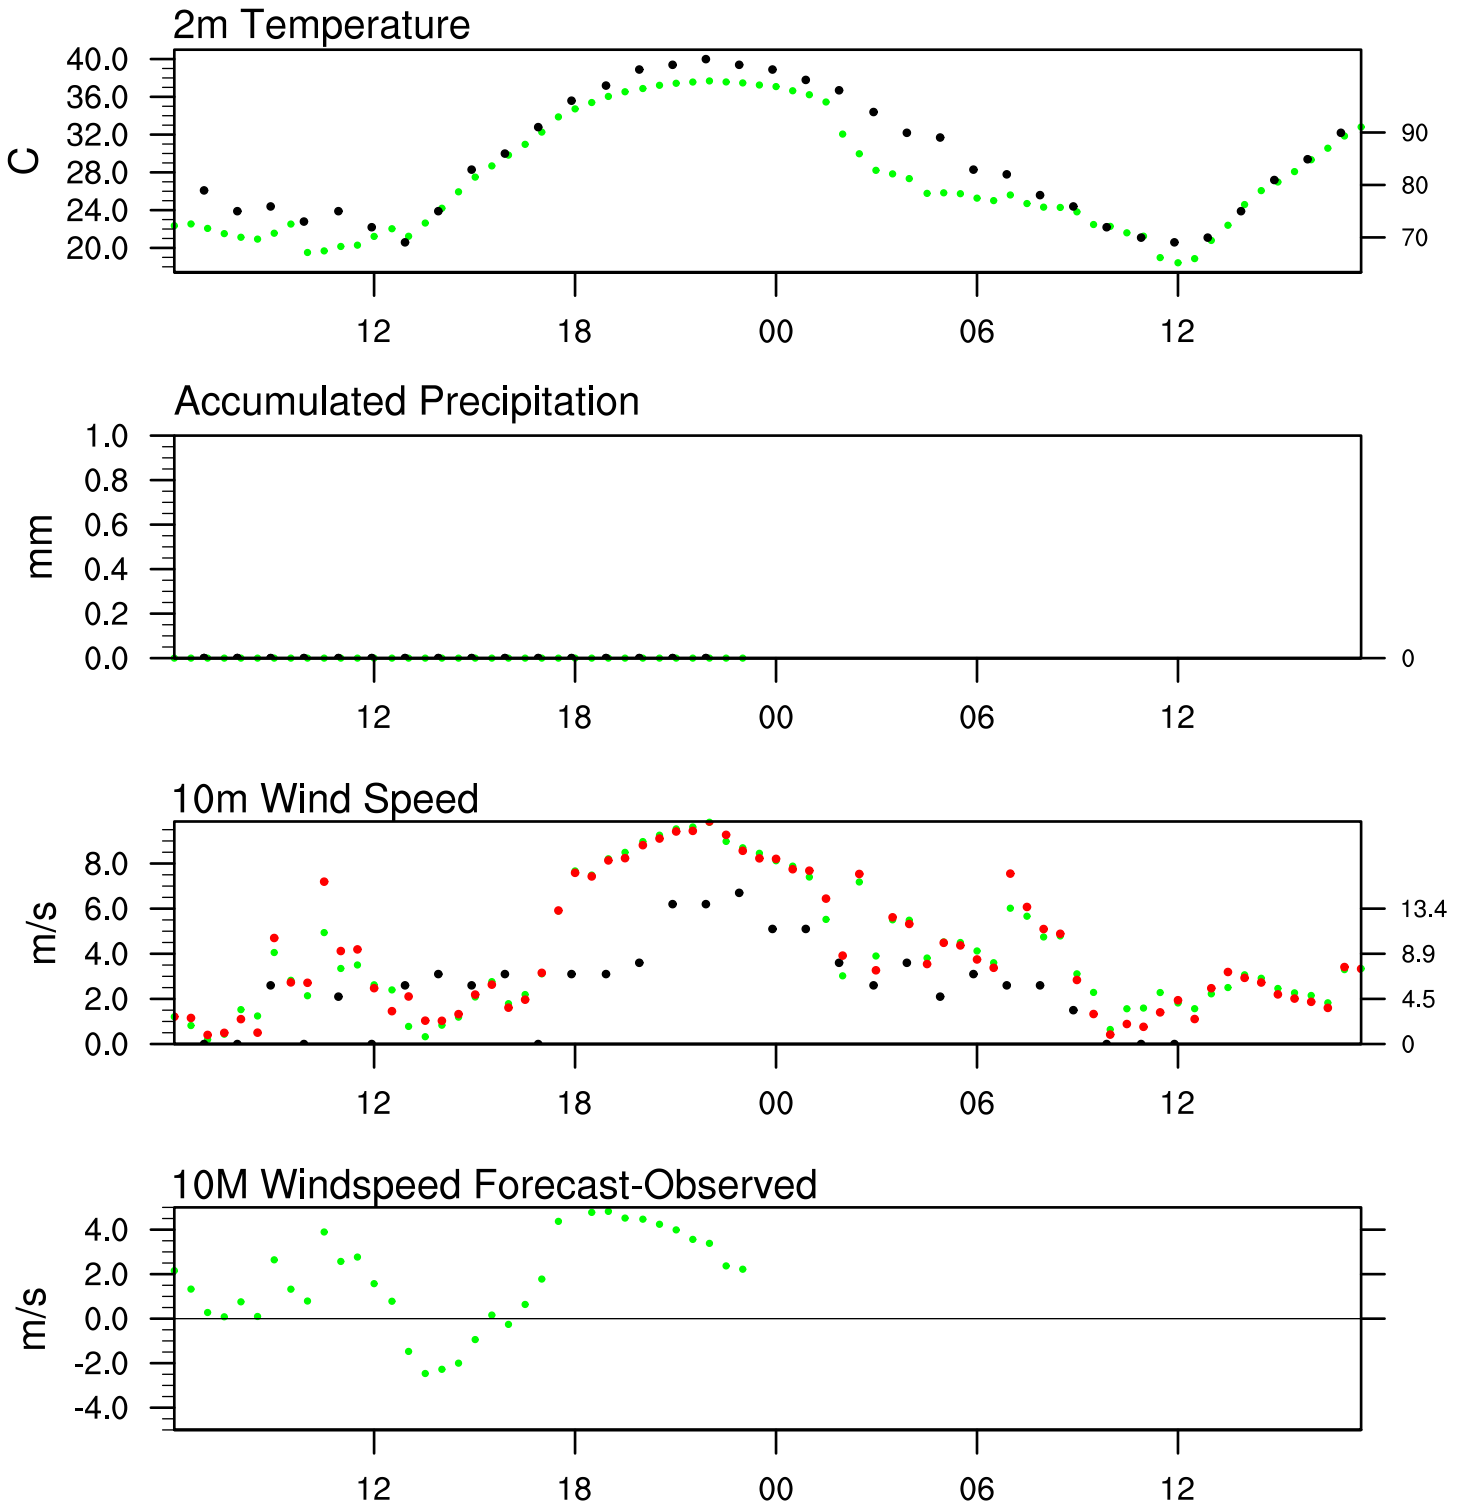 2m Temperature
40.0
36.0
32.0
28.0
24.0
20.0
C
90
80
70
12 18 00 06 12
Accumulated Precipitation
1.0
0.8
0.6
0.4
0.2
0.0
mm
0
12 18 00 06 12
10m Wind Speed
8.0
6.0
4.0
2.0
0.0
m/s
13.4
8.9
4.5
0
12 18 00 06 12
10M Windspeed Forecast-Observed
4.0
2.0
0.0
-2.0
-4.0
m/s
12 18 00 06 12